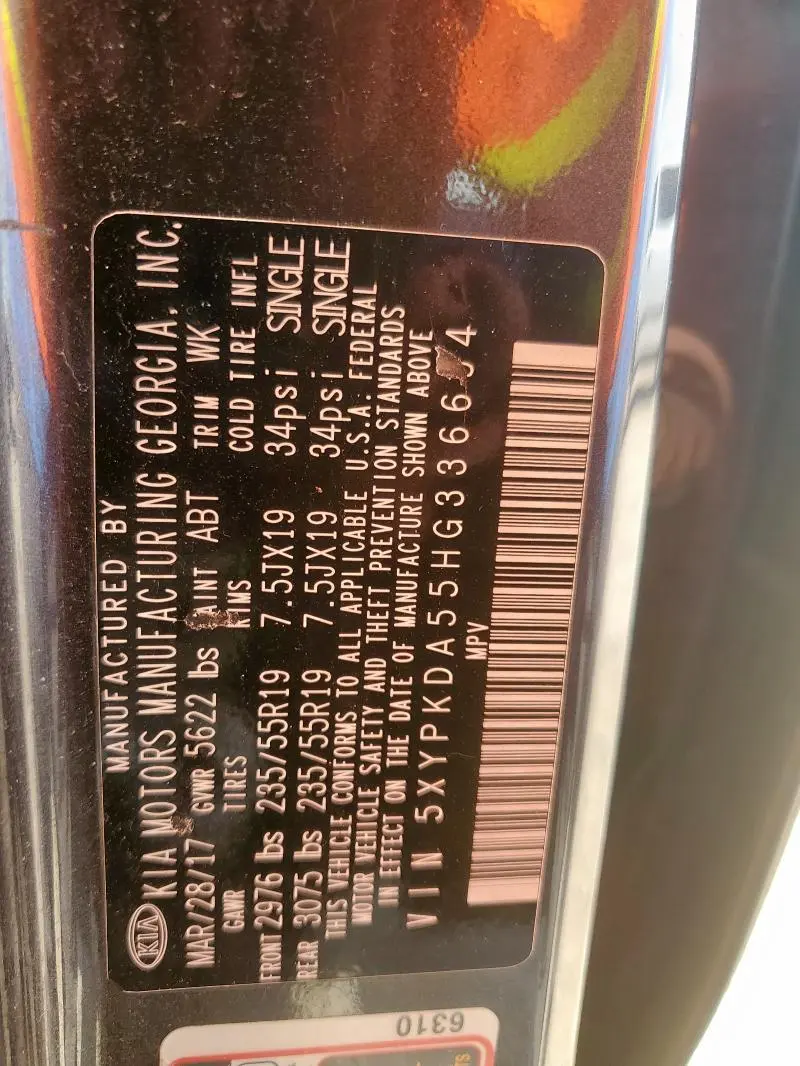 MANUFACTURED BY
KIA KIA MOTORS MANUFACTURING GEORGIA, INC.
MAR/28/17 GVWR 5622 lbs PAINT ABT TRIM WK
GAWR TIRES RIMS COLD TIRE INFL
FRONT 2976 lbs 235/55R19 7.5JX19 34psi SINGLE
REAR 3075 lbs 235/55R19 7.5JX19 34psi SINGLE
THIS VEHICLE CONFORMS TO ALL APPLICABLE U.S.A. FEDERAL
MOTOR VEHICLE SAFETY AND THEFT PREVENTION STANDARDS
IN EFFECT ON THE DATE OF MANUFACTURE SHOWN ABOVE
VIN
MPV
6310